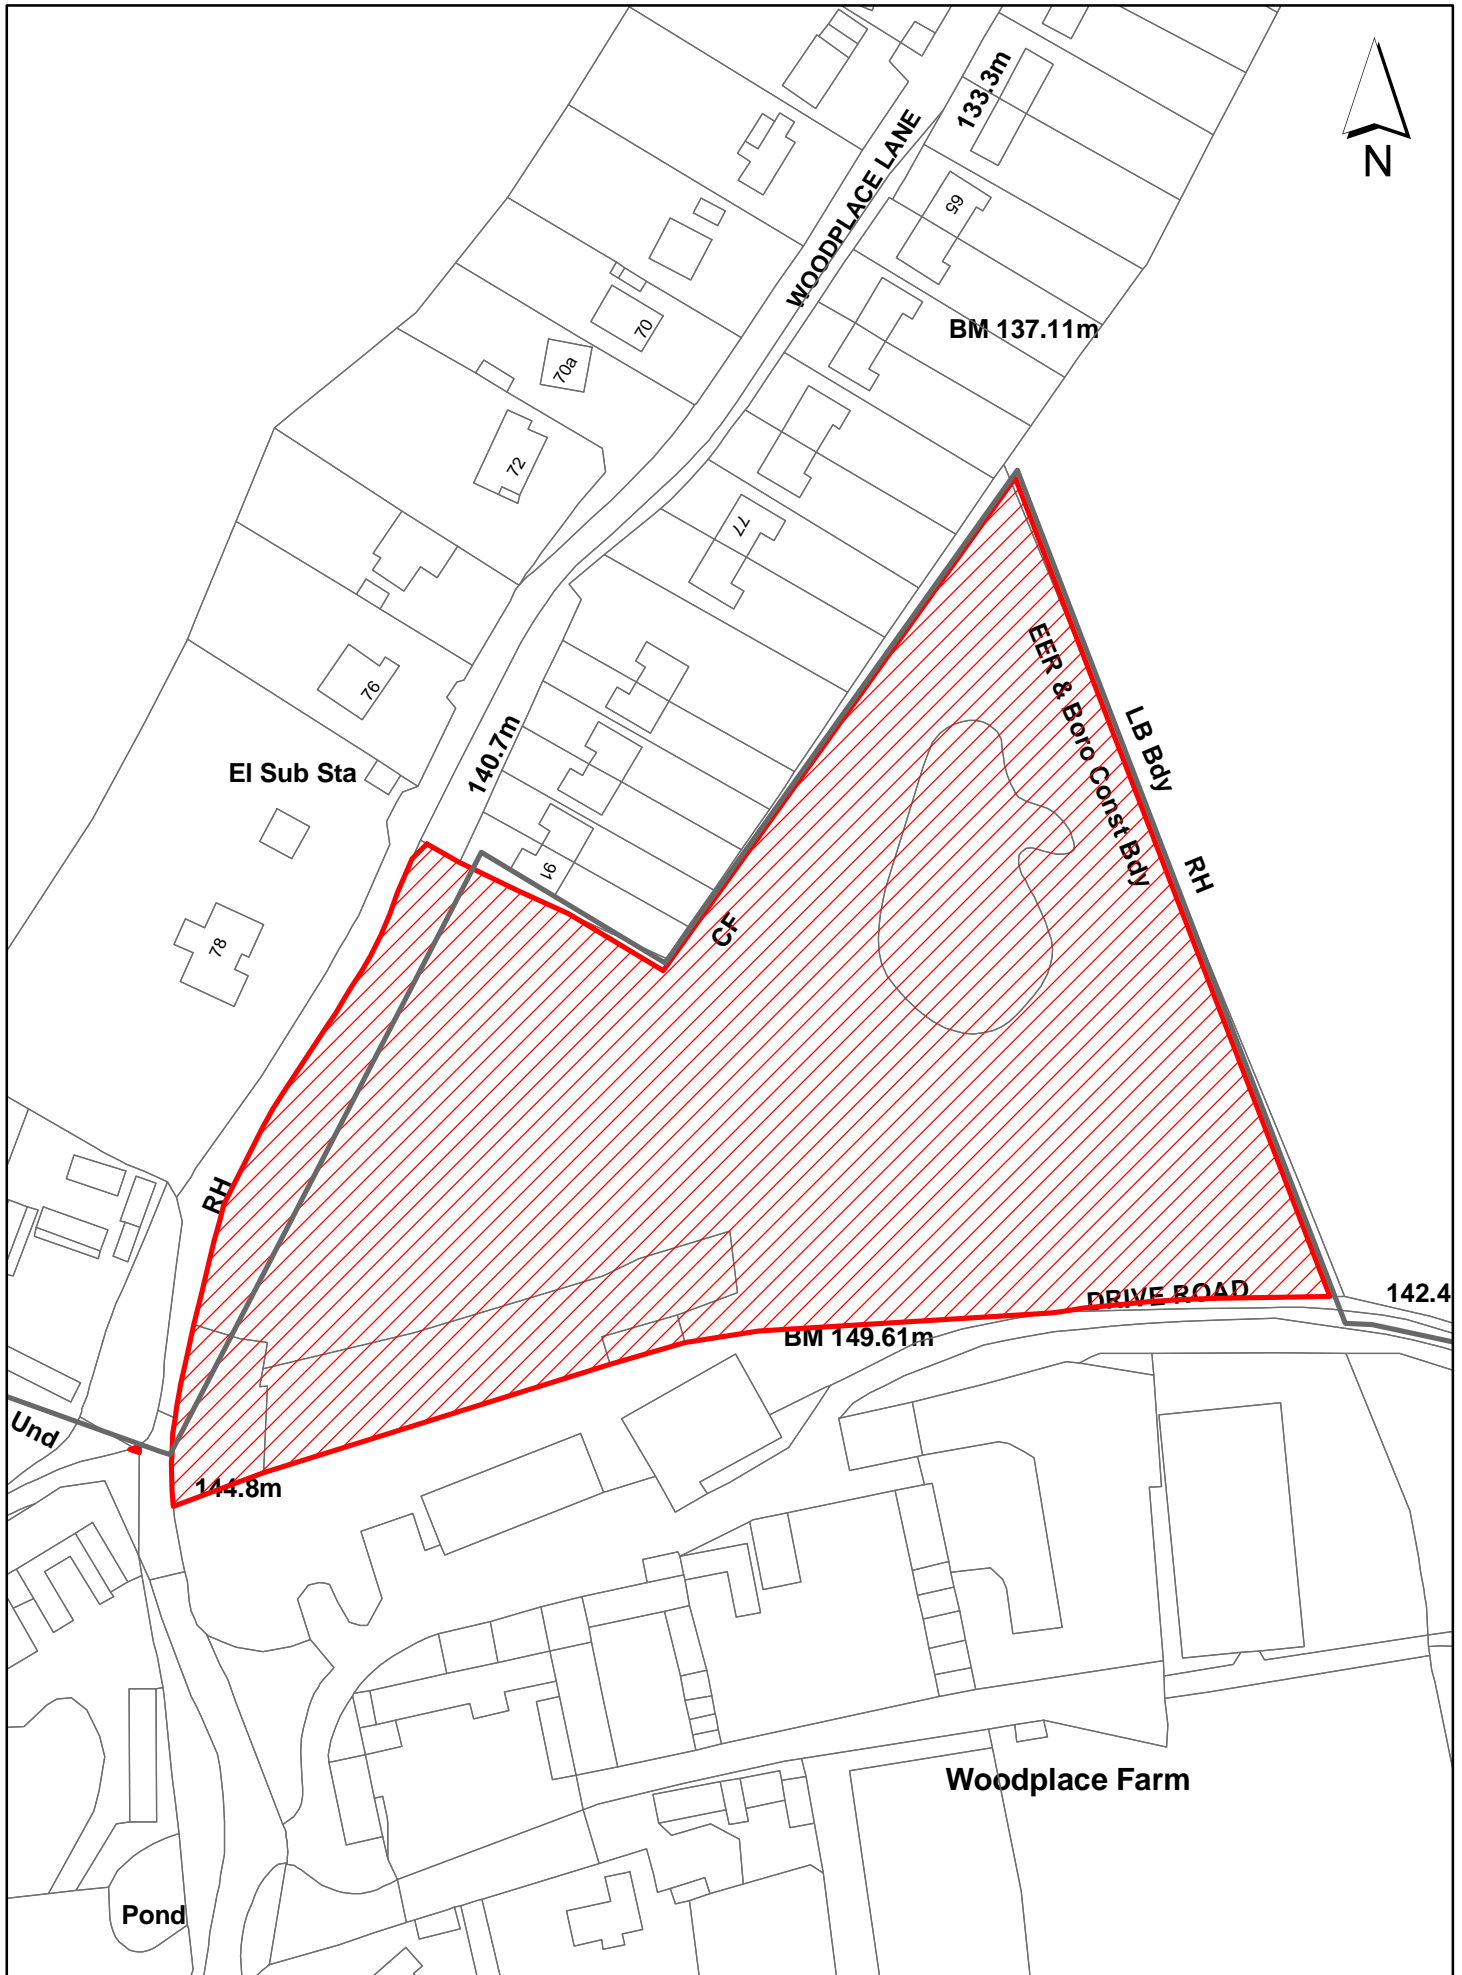 133.3m
N
WOODPLACE LANE
65
BM 137.11m
70
70a
72
77
76
EER & Boro Const Bdy
LB Bdy
140.7m
El Sub Sta
RH
91
CF
78
RH
DRIVE ROAD
142.4
BM 149.61m
Und
144.8m
Woodplace Farm
Pond